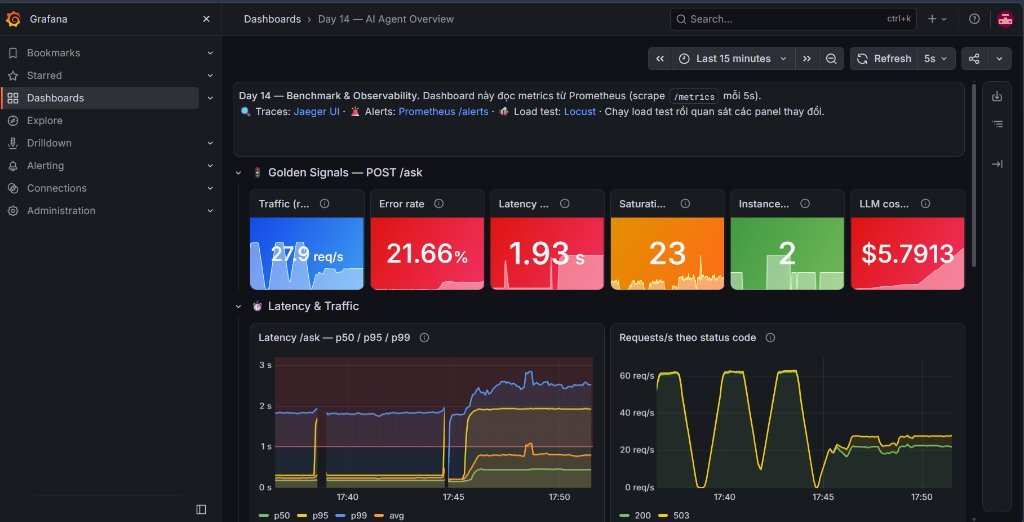 Grafana
Dashboards › Day 14 — AI Agent Overview
Search...
ctrl+k
Bookmarks
Starred
Dashboards
Explore
Drilldown
Alerting
Connections
Administration
Last 15 minutes
Refresh
5s
Day 14 — Benchmark & Observability. Dashboard này đọc metrics từ Prometheus (scrape /metrics mỗi 5s).
Traces: Jaeger UI · Alerts: Prometheus /alerts · Load test: Locust · Chạy load test rồi quan sát các panel thay đổi.
Golden Signals — POST /ask
Traffic (r...
27.9 req/s
Error rate
21.66%
Latency ...
1.93 s
Saturati...
23
Instance...
2
LLM cos...
$5.7913
Latency & Traffic
Latency /ask — p50 / p95 / p99
3 s
2 s
1 s
0 s
17:40
17:45
17:50
p50
p95
p99
avg
Requests/s theo status code
60 req/s
40 req/s
20 req/s
0 req/s
17:40
17:45
17:50
200
503